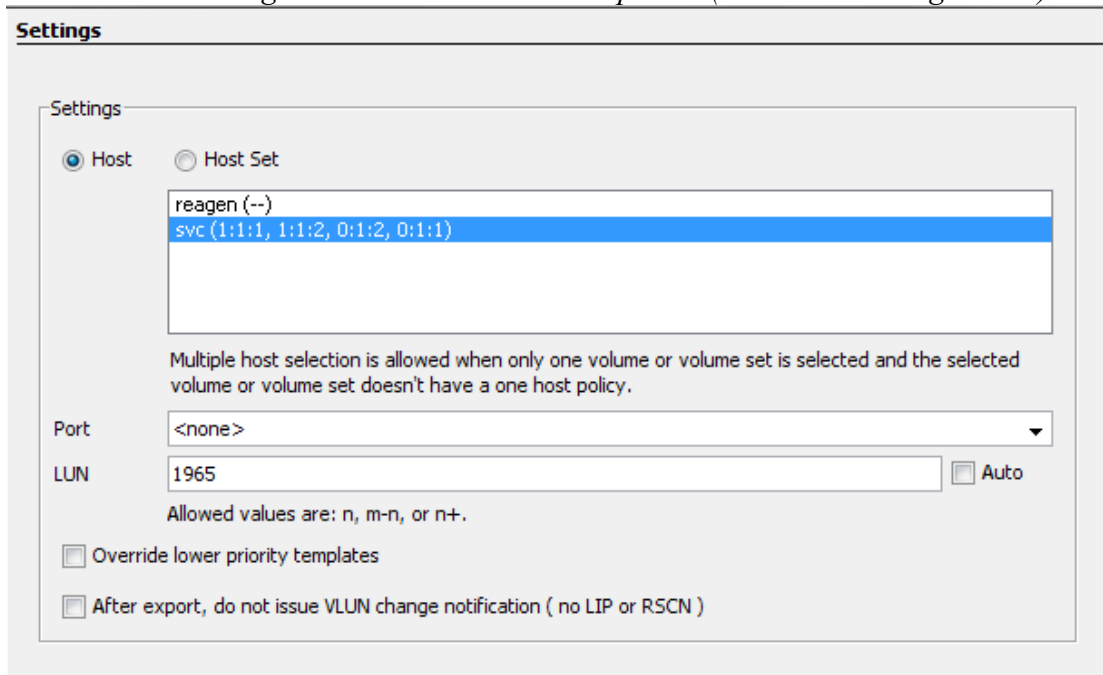 Settings
Settings
Host Host Set
reagen (--)
svc (1:1:1, 1:1:2, 0:1:2, 0:1:1)
Multiple host selection is allowed when only one volume or volume set is selected and the selected
volume or volume set doesn't have a one host policy.
Port <none>
LUN 1965 Auto
Allowed values are: n, m-n, or n+.
Override lower priority templates
After export, do not issue VLUN change notification ( no LIP or RSCN )